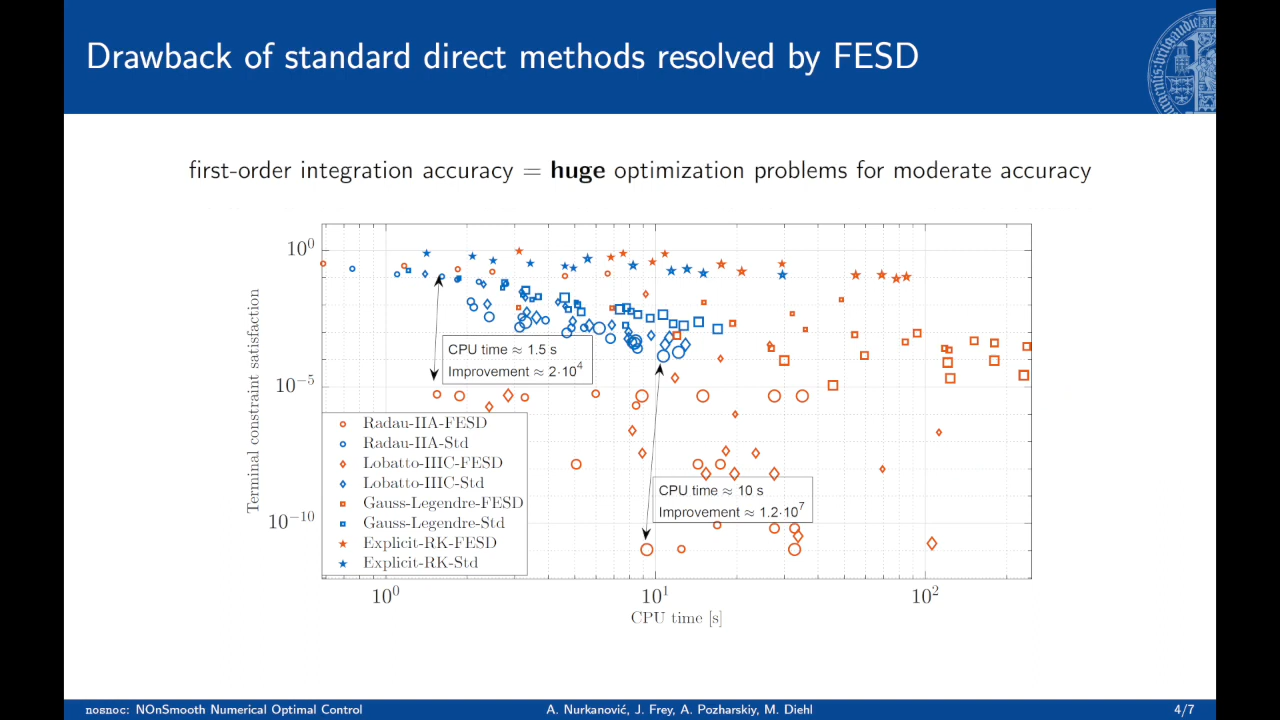 Drawback of standard direct methods resolved by FESD
first-order integration accuracy = huge optimization problems for moderate accuracy
Terminal constraint satisfaction
10^0
10^-5
10^-10
CPU time ≈ 1.5 s
Improvement ≈ 2·10^4
Radau-IIA-FESD
Radau-IIA-Std
Lobatto-IIIC-FESD
Lobatto-IIIC-Std
Gauss-Legendre-FESD
Gauss-Legendre-Std
Explicit-RK-FESD
Explicit-RK-Std
CPU time ≈ 10 s
Improvement ≈ 1.2·10^7
10^0 10^1 10^2
CPU time [s]
nosnoc: NOnSmooth Numerical Optimal Control A. Nurkanović, J. Frey, A. Pozharskiy, M. Diehl 4/7